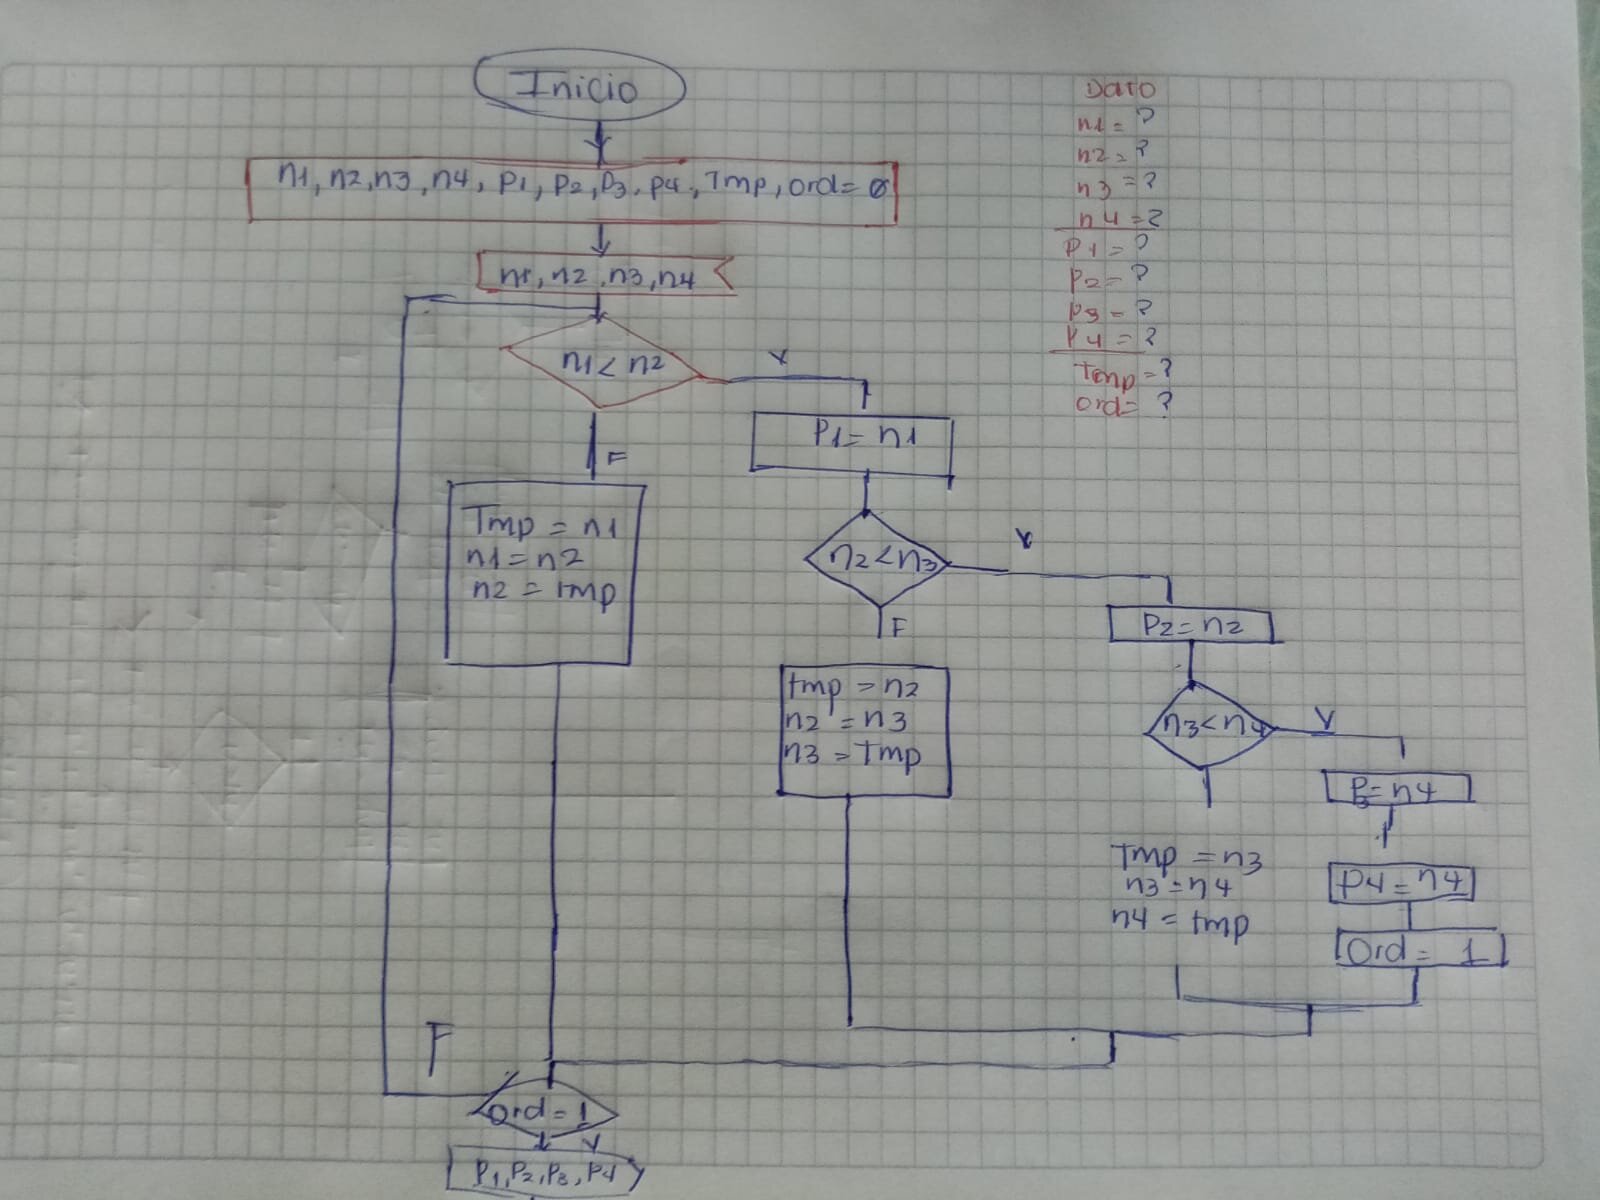 Inicio
n1, n2, n3, n4, P1, P2, P3, P4, Tmp, ord= ø
n1, n2, n3, n4
n1 < n2
V
F
Tmp = n1
n1 = n2
n2 = tmp
P1 = n1
n2 < n3
V
F
tmp = n2
n2 = n3
n3 = Tmp
P2 = n2
n3 < n4
V
Tmp = n3
n3 = n4
n4 = tmp
P3 = n4
P4 = n4
Ord = 1
F
Ord = 1
V
P1, P2, P3, P4
Dato
n1 = ?
n2 = ?
n3 = ?
n4 = ?
P1 = ?
P2 = ?
P3 = ?
P4 = ?
Tmp = ?
ord = ?